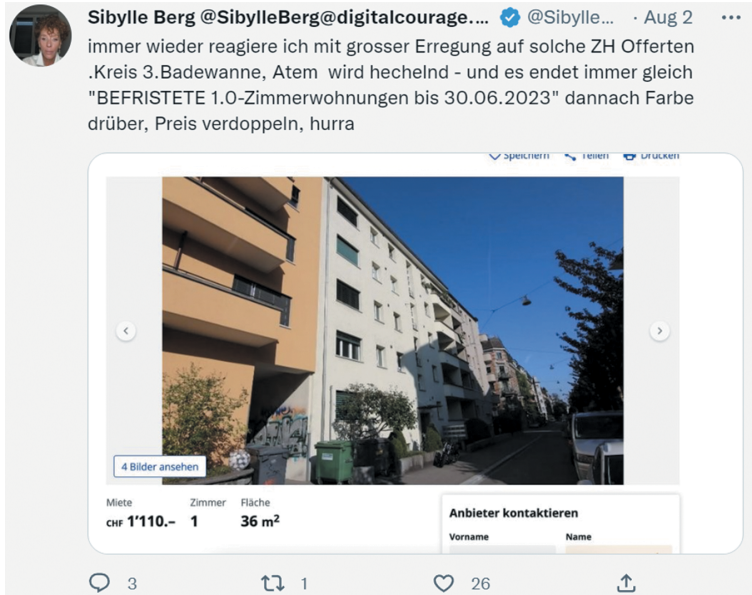 Sibylle Berg @SibylleBerg@digitalcourage.... @Sibylle... · Aug 2
immer wieder reagiere ich mit grosser Erregung auf solche ZH Offerten
.Kreis 3.Badewanne, Atem wird hechelnd - und es endet immer gleich
"BEFRISTETE 1.0-Zimmerwohnungen bis 30.06.2023" dannach Farbe
drüber, Preis verdoppeln, hurra
Speichern Teilen Drucken
4 Bilder ansehen
Miete Zimmer Fläche
CHF 1'110.– 1 36 m²
Anbieter kontaktieren
Vorname Name
3 1 26